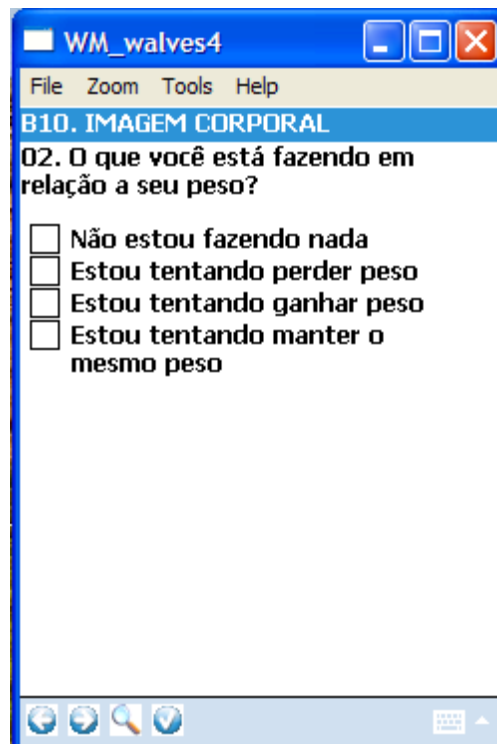 WM_walves4
File Zoom Tools Help
B10. IMAGEM CORPORAL
02. O que você está fazendo em
relação a seu peso?
Não estou fazendo nada
Estou tentando perder peso
Estou tentando ganhar peso
Estou tentando manter o
mesmo peso